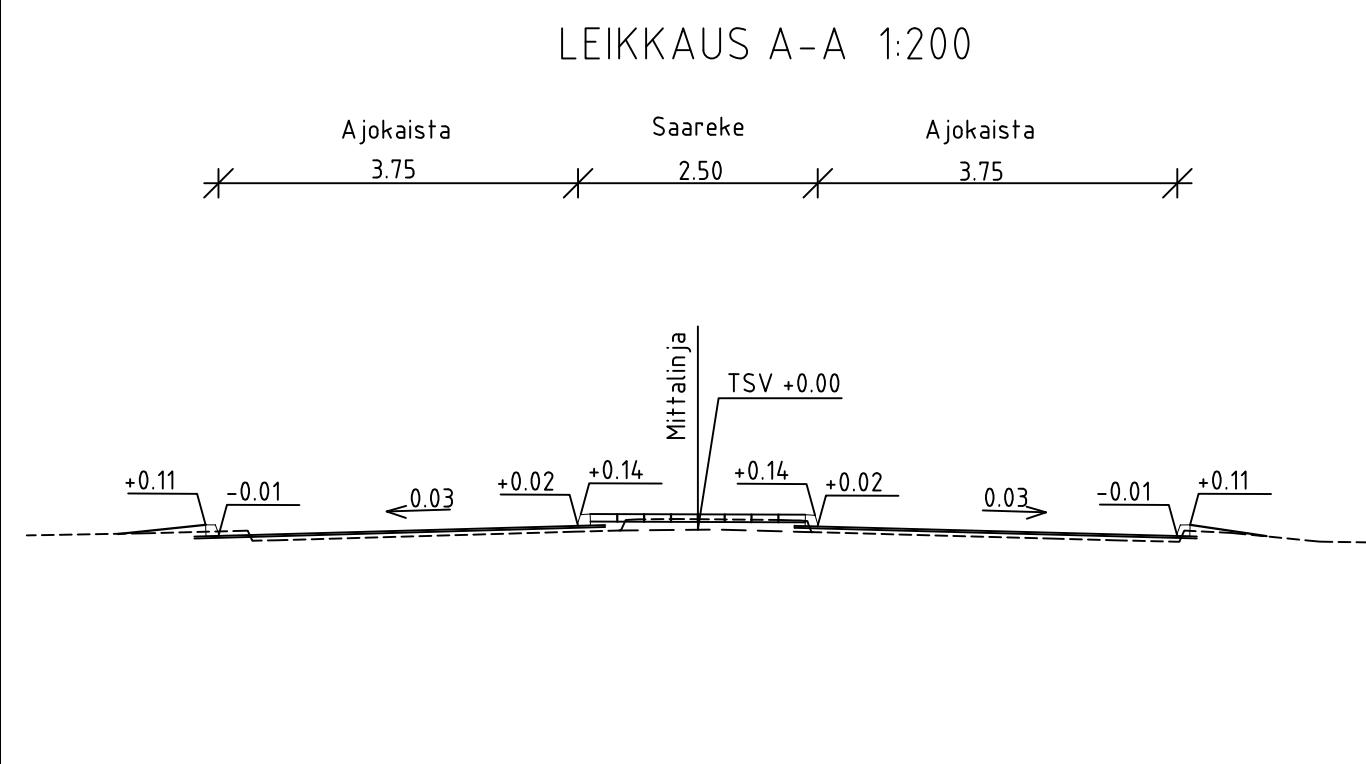 LEIKKAUS A-A 1:200
Ajokaista Saareke Ajokaista
3.75 2.50 3.75
Mittalinja
TSV +0.00
+0.11 -0.01 0.03 +0.02 +0.14 +0.14 +0.02 0.03 -0.01 +0.11